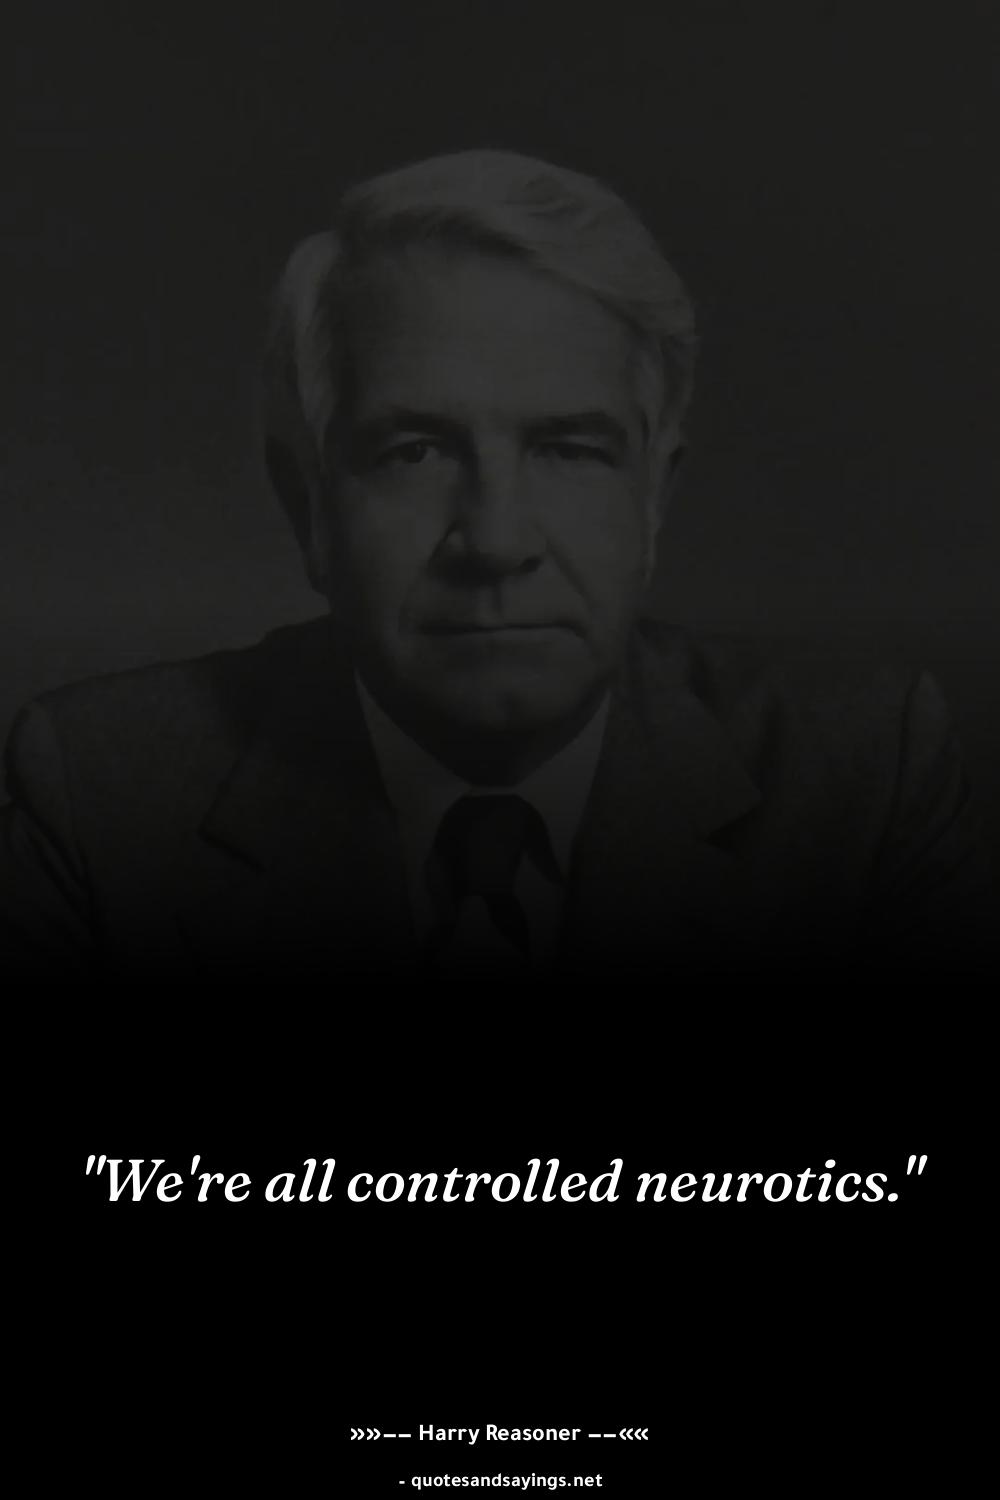 "We're all controlled neurotics."
»»−− Harry Reasoner −−««
- quotesandsayings.net